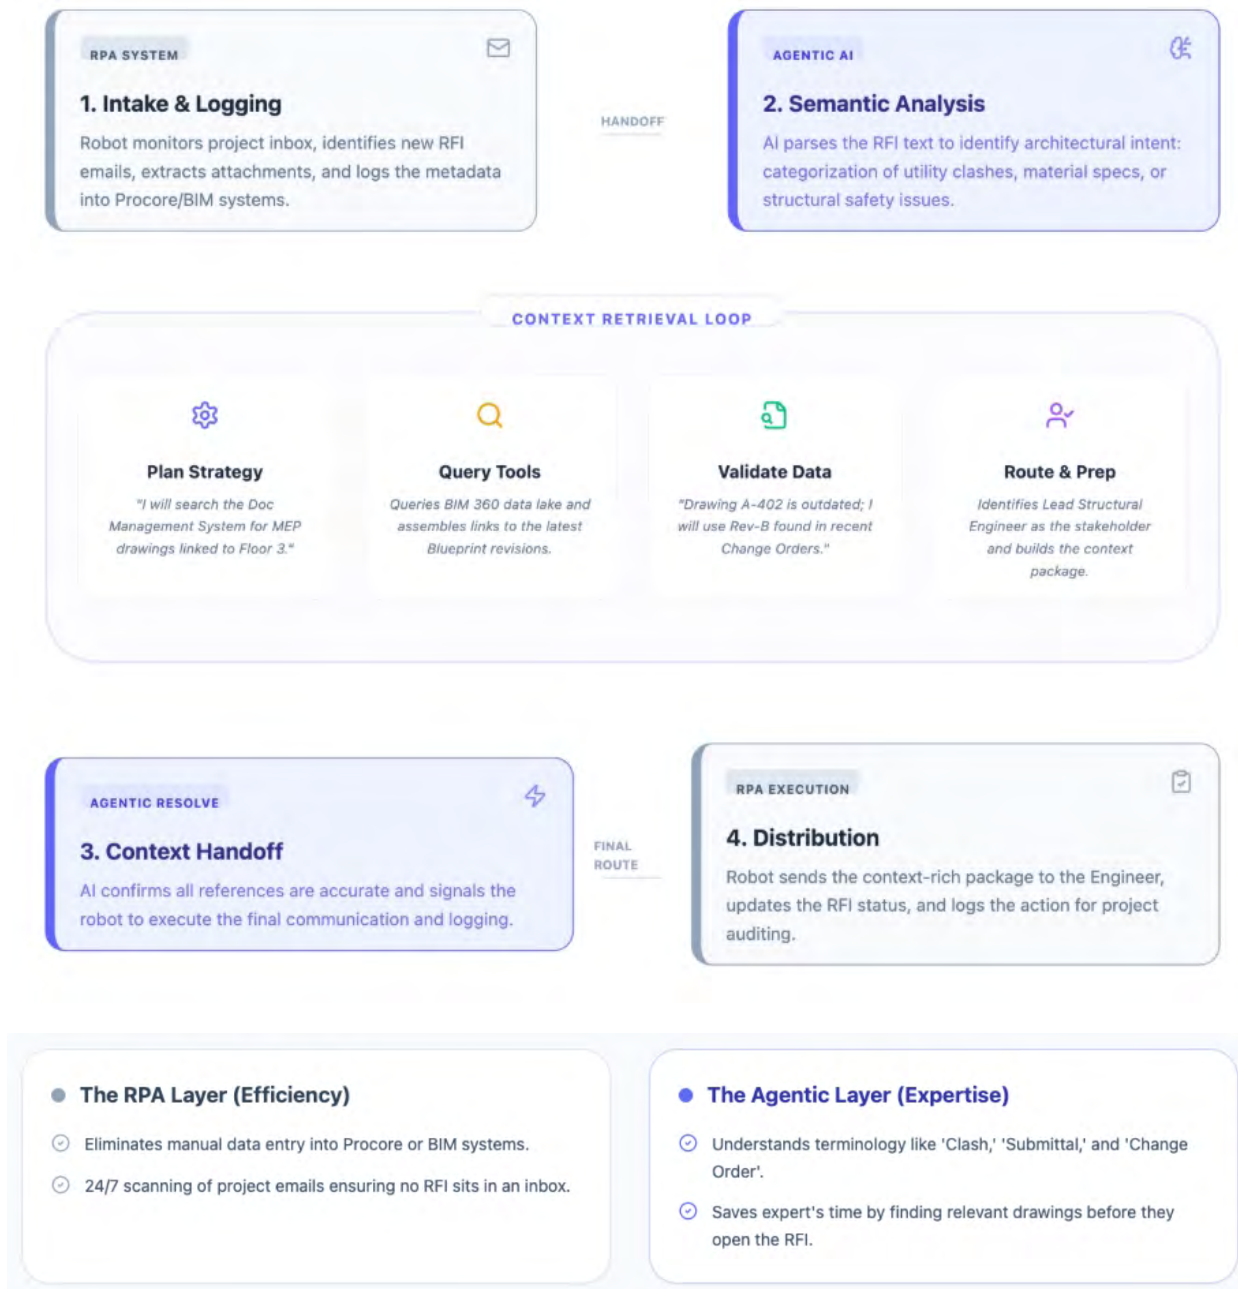 RPA SYSTEM
1. Intake & Logging
Robot monitors project inbox, identifies new RFI
emails, extracts attachments, and logs the metadata
into Procore/BIM systems.
HANDOFF
AGENTIC AI
2. Semantic Analysis
AI parses the RFI text to identify architectural intent:
categorization of utility clashes, material specs, or
structural safety issues.
CONTEXT RETRIEVAL LOOP
Plan Strategy
"I will search the Doc
Management System for MEP
drawings linked to Floor 3."
Query Tools
Queries BIM 360 data lake and
assembles links to the latest
Blueprint revisions.
Validate Data
"Drawing A-402 is outdated; I
will use Rev-B found in recent
Change Orders."
Route & Prep
Identifies Lead Structural
Engineer as the stakeholder
and builds the context
package.
AGENTIC RESOLVE
3. Context Handoff
AI confirms all references are accurate and signals the
robot to execute the final communication and logging.
FINAL
ROUTE
RPA EXECUTION
4. Distribution
Robot sends the context-rich package to the Engineer,
updates the RFI status, and logs the action for project
auditing.
The RPA Layer (Efficiency)
Eliminates manual data entry into Procore or BIM systems.
24/7 scanning of project emails ensuring no RFI sits in an inbox.
The Agentic Layer (Expertise)
Understands terminology like 'Clash,' 'Submittal,' and 'Change
Order'.
Saves expert's time by finding relevant drawings before they
open the RFI.